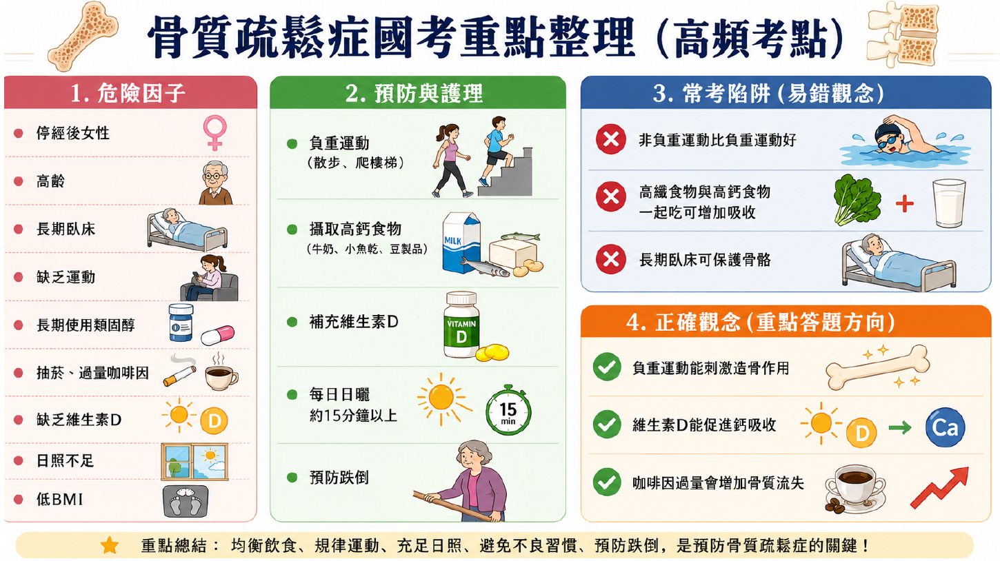 骨質疏鬆症國考重點整理（高頻考點）
1. 危險因子
停經後女性
高齡
長期臥床
缺乏運動
長期使用類固醇
抽菸、過量咖啡因
缺乏維生素D
D
日照不足
低BMI
2. 預防與護理
負重運動
（散步、爬樓梯）
攝取高鈣食物
（牛奶、小魚乾、豆製品）
MILK
補充維生素D
VITAMIN
D
每日日曬
約15分鐘以上
15
min
預防跌倒
3. 常考陷阱（易錯觀念）
非負重運動比負重運動好
高纖食物與高鈣食物
一起吃可增加吸收
+
長期臥床可保護骨骼
4. 正確觀念（重點答題方向）
負重運動能刺激造骨作用
維生素D能促進鈣吸收
D
Ca
咖啡因過量會增加骨質流失
重點總結： 均衡飲食、規律運動、充足日照、避免不良習慣、預防跌倒，是預防骨質疏鬆症的關鍵！